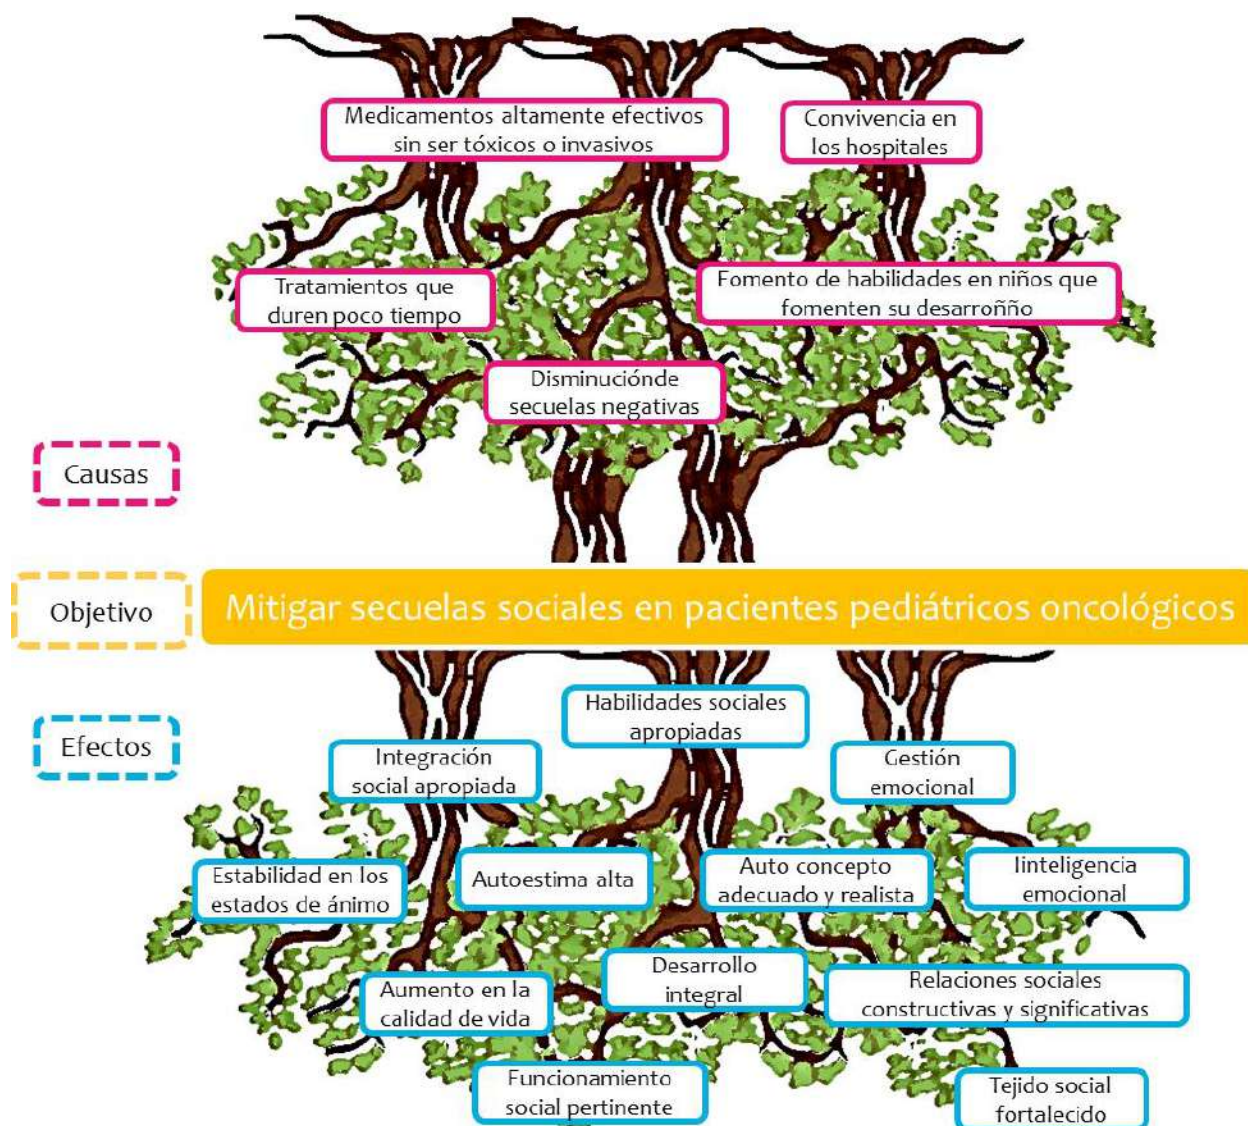 Medicamentos altamente efectivos
sin ser tóxicos o invasivos
Convivencia en
los hospitales
Tratamientos que
duren poco tiempo
Fomento de habilidades en niños que
fomenten su desarroñño
Disminuciónde
secuelas negativas
Causas
Objetivo
Mitigar secuelas sociales en pacientes pediátricos oncológicos
Efectos
Habilidades sociales
apropiadas
Integración
social apropiada
Gestión
emocional
Estabilidad en los
estados de ánimo
Autoestima alta
Auto concepto
adecuado y realista
Iinteligencia
emocional
Aumento en la
calidad de vida
Desarrollo
integral
Relaciones sociales
constructivas y significativas
Funcionamiento
social pertinente
Tejido social
fortalecido